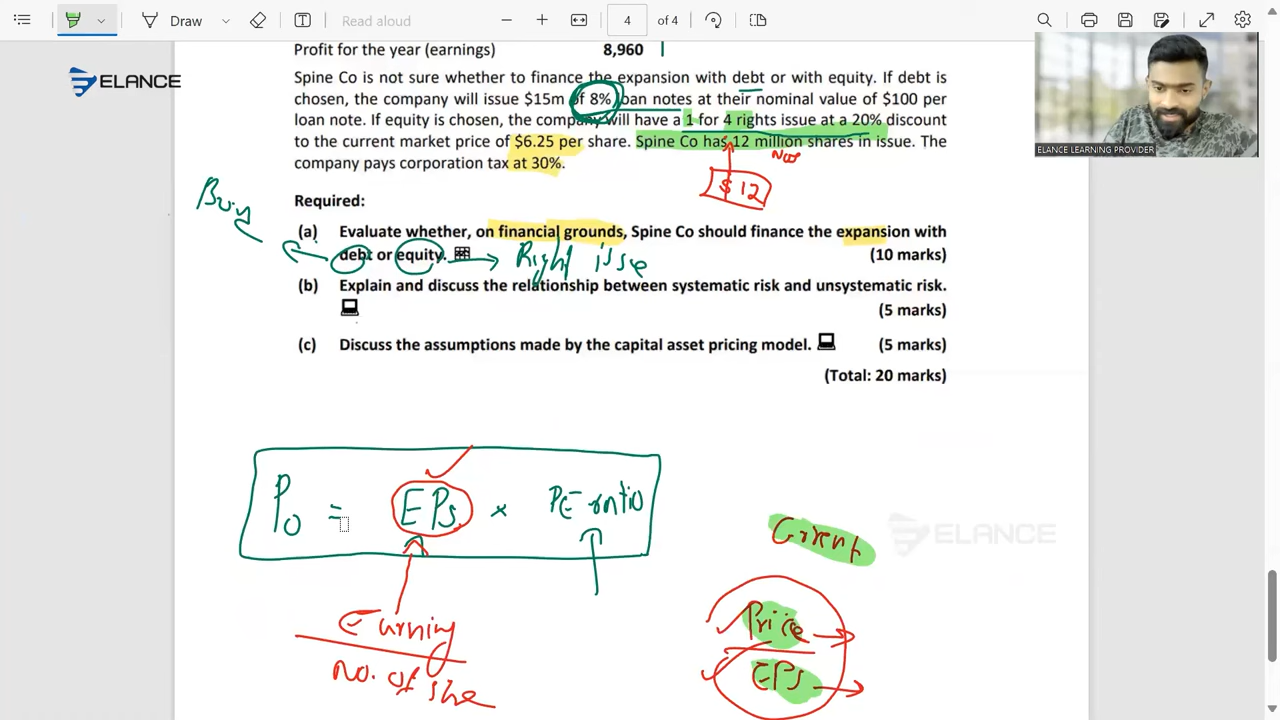 Draw
Read aloud
4
of 4
Profit for the year (earnings) 8,960
ELANCE
Spine Co is not sure whether to finance the expansion with debt or with equity. If debt is
chosen, the company will issue $15m of 8% loan notes at their nominal value of $100 per
loan note. If equity is chosen, the company will have a 1 for 4 rights issue at a 20% discount
to the current market price of $6.25 per share. Spine Co has 12 million shares in issue. The
company pays corporation tax at 30%.
ELANCE LEARNING PROVIDER
$ 12
Required:
(a) Evaluate whether, on financial grounds, Spine Co should finance the expansion with
debt or equity. (10 marks)
Right issue
(b) Explain and discuss the relationship between systematic risk and unsystematic risk.
(5 marks)
(c) Discuss the assumptions made by the capital asset pricing model. (5 marks)
(Total: 20 marks)
P0 = EPs × PE ratio
ELANCE
Price
EPs
Earning
No. of